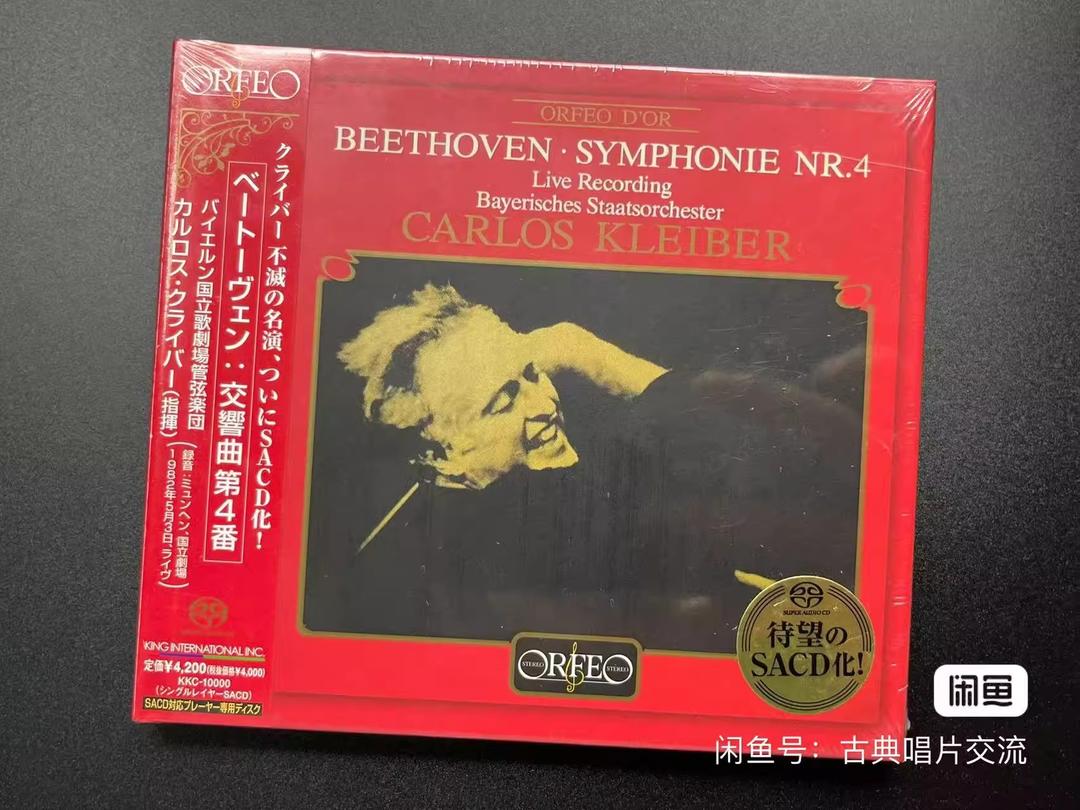 ORFEO
クライバー 不滅の名演、ついにSACD化!
ベートーヴェン:交響曲 第4番
バイエルン国立歌劇場管弦楽団
カルロス・クライバー(指揮)
(録音:ミュンヘン、国立劇場
1982年5月3日、ライヴ)
KING INTERNATIONAL INC.
定価¥4,200(税抜価格¥4,000)
KKC-10000
(シングルレイヤーSACD)
SACD対応プレーヤー専用ディスク
ORFEO D'OR
BEETHOVEN · SYMPHONIE NR.4
Live Recording
Bayerisches Staatsorchester
CARLOS KLEIBER
STEREO ORFEO STEREO
SUPER AUDIO CD
待望の
SACD化!
闲鱼
闲鱼号：古典唱片交流